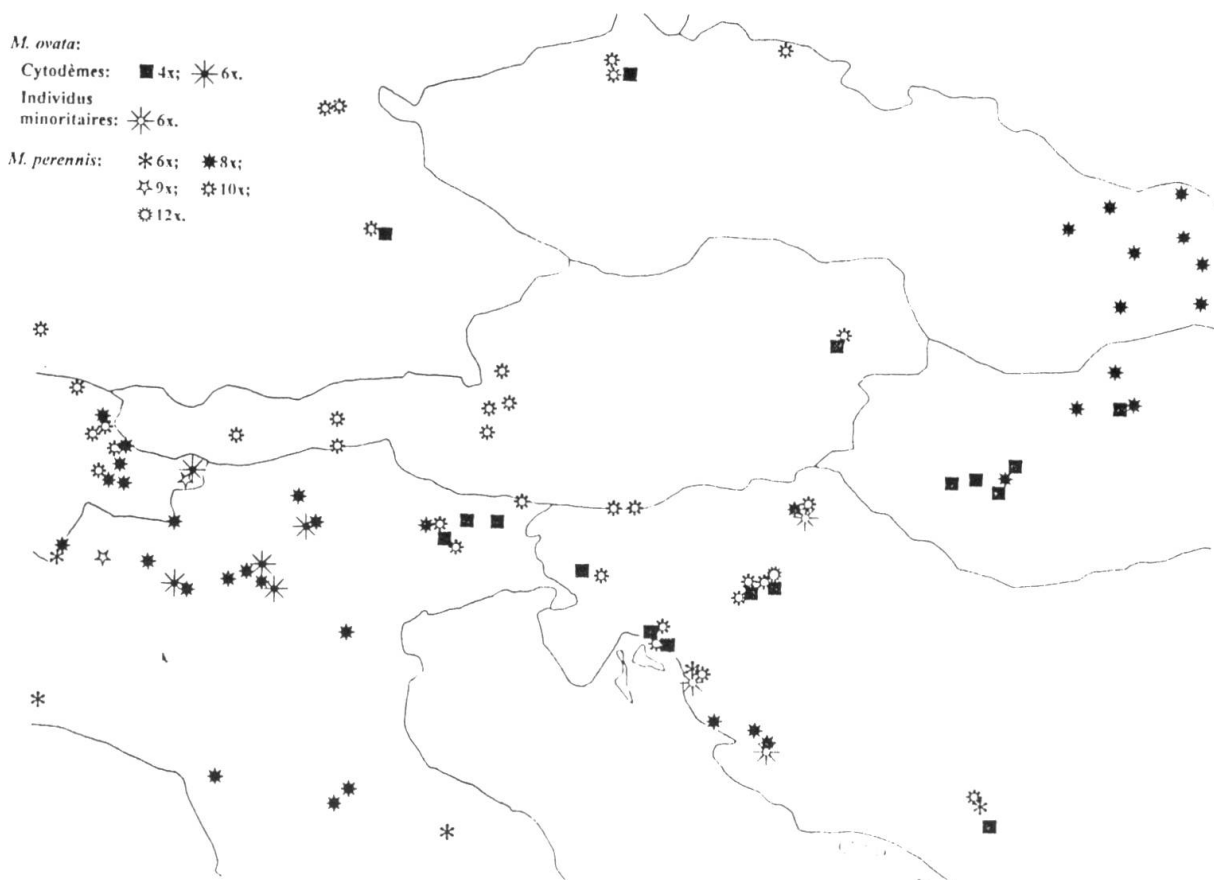 M. ovata:
Cytodèmes: 4x; 6x.
Individus
minoritaires: 6x.
M. perennis: 6x; 8x;
9x; 10x;
12x.